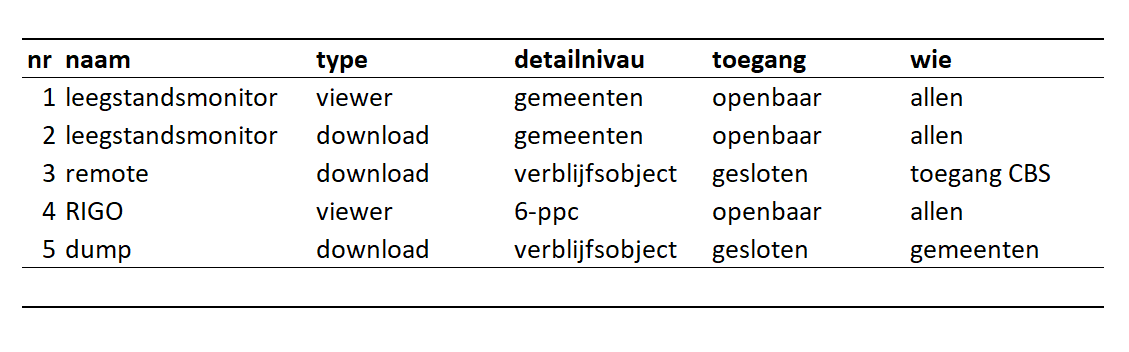 nr naam type detailnivau toegang wie
1 leegstandsmonitor viewer gemeenten openbaar allen
2 leegstandsmonitor download gemeenten openbaar allen
3 remote download verblijfsobject gesloten toegang CBS
4 RIGO viewer 6-ppc openbaar allen
5 dump download verblijfsobject gesloten gemeenten